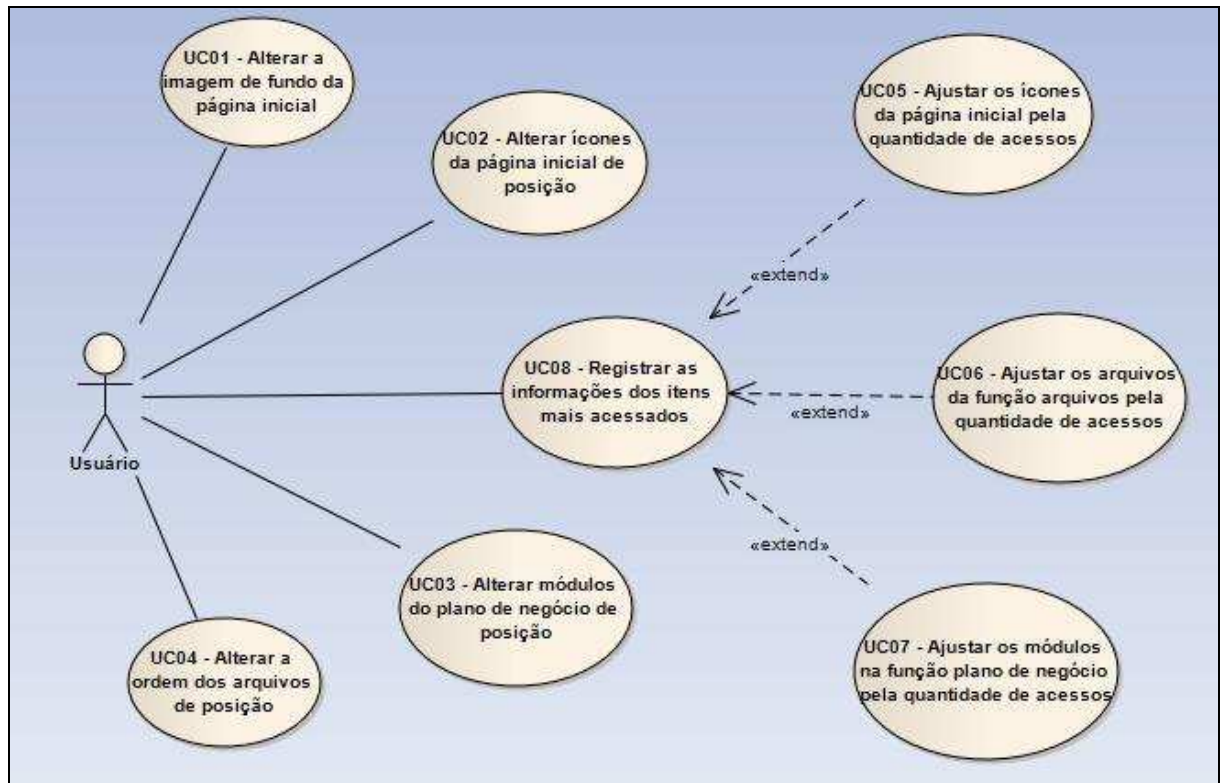 UC01 - Alterar a
imagem de fundo da
página inicial
UC02 - Alterar ícones
da página inicial de
posição
UC05 - Ajustar os ícones
da página inicial pela
quantidade de acessos
«extend»
UC08 - Registrar as
informações dos itens
mais acessados
«extend»
UC06 - Ajustar os arquivos
da função arquivos pela
quantidade de acessos
Usuário
«extend»
UC03 - Alterar módulos
do plano de negócio de
posição
UC04 - Alterar a
ordem dos arquivos
de posição
UC07 - Ajustar os módulos
na função plano de negócio
pela quantidade de acessos